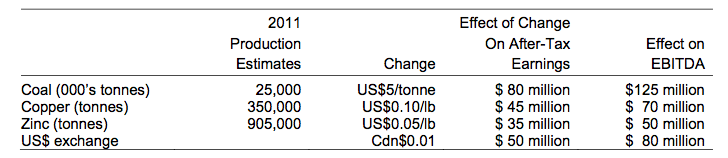 2011 Effect of Change
Production On After-Tax Effect on
Estimates Change Earnings EBITDA
Coal (000's tonnes) 25,000 US$5/tonne $ 80 million $125 million
Copper (tonnes) 350,000 US$0.10/lb $ 45 million $ 70 million
Zinc (tonnes) 905,000 US$0.05/lb $ 35 million $ 50 million
US$ exchange Cdn$0.01 $ 50 million $ 80 million